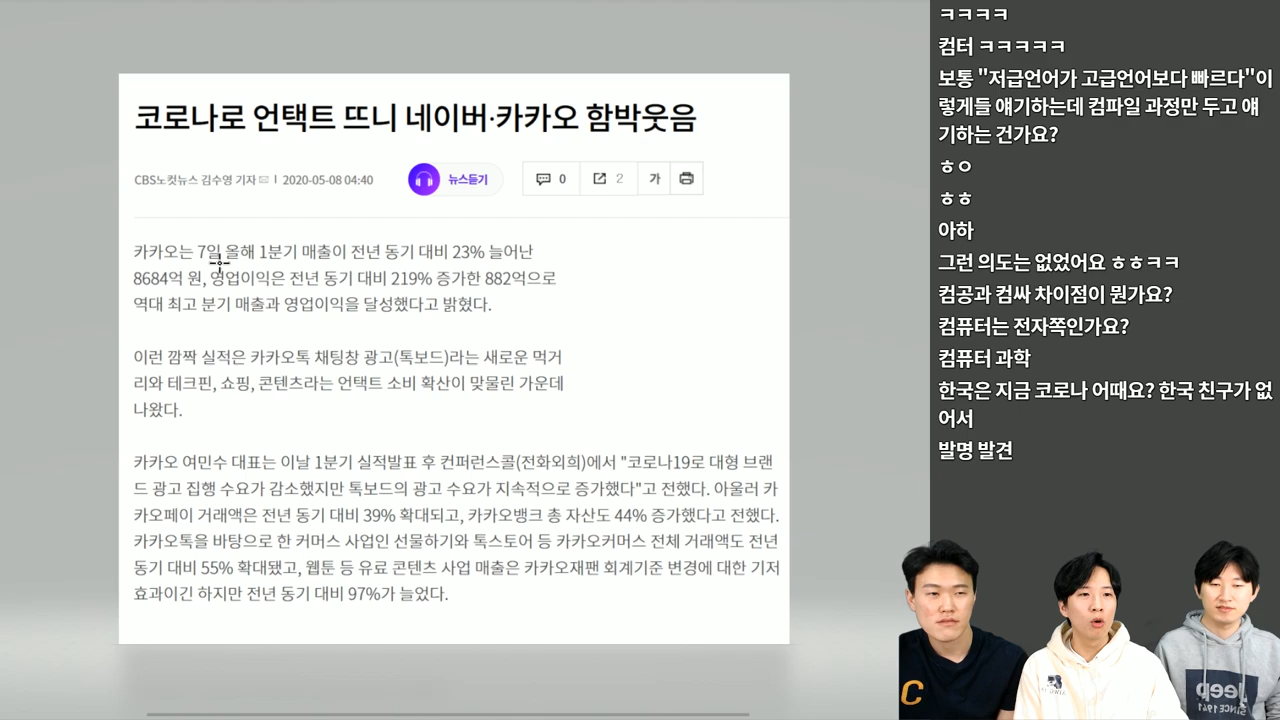 코로나로 언택트 뜨니 네이버·카카오 함박웃음
CBS노컷뉴스 김수영 기자 2020-05-08 04:40
뉴스듣기
0
2
가
카카오는 7일 올해 1분기 매출이 전년 동기 대비 23% 늘어난
8684억 원, 영업이익은 전년 동기 대비 219% 증가한 882억으로
역대 최고 분기 매출과 영업이익을 달성했다고 밝혔다.
이런 깜짝 실적은 카카오톡 채팅창 광고(톡보드)라는 새로운 먹거
리와 테크핀, 쇼핑, 콘텐츠라는 언택트 소비 확산이 맞물린 가운데
나왔다.
카카오 여민수 대표는 이날 1분기 실적발표 후 컨퍼런스콜(전화외희)에서 "코로나19로 대형 브랜
드 광고 집행 수요가 감소했지만 톡보드의 광고 수요가 지속적으로 증가했다"고 전했다. 아울러 카
카오페이 거래액은 전년 동기 대비 39% 확대되고, 카카오뱅크 총 자산도 44% 증가했다고 전했다.
카카오톡을 바탕으로 한 커머스 사업인 선물하기와 톡스토어 등 카카오커머스 전체 거래액도 전년
동기 대비 55% 확대됐고, 웹툰 등 유료 콘텐츠 사업 매출은 카카오재팬 회계기준 변경에 대한 기저
효과이긴 하지만 전년 동기 대비 97%가 늘었다.
ㅋㅋㅋㅋ
컴터 ㅋㅋㅋㅋㅋ
보통 "저급언어가 고급언어보다 빠르다"이
렇게들 얘기하는데 컴파일 과정만 두고 얘
기하는 건가요?
ㅎㅇ
ㅎㅎ
아하
그런 의도는 없었어요 ㅎㅎㅋㅋ
컴공과 컴싸 차이점이 뭔가요?
컴퓨터는 전자쪽인가요?
컴퓨터 과학
한국은 지금 코로나 어때요? 한국 친구가 없
어서
발명 발견
C
Jeep
SINCE 1941